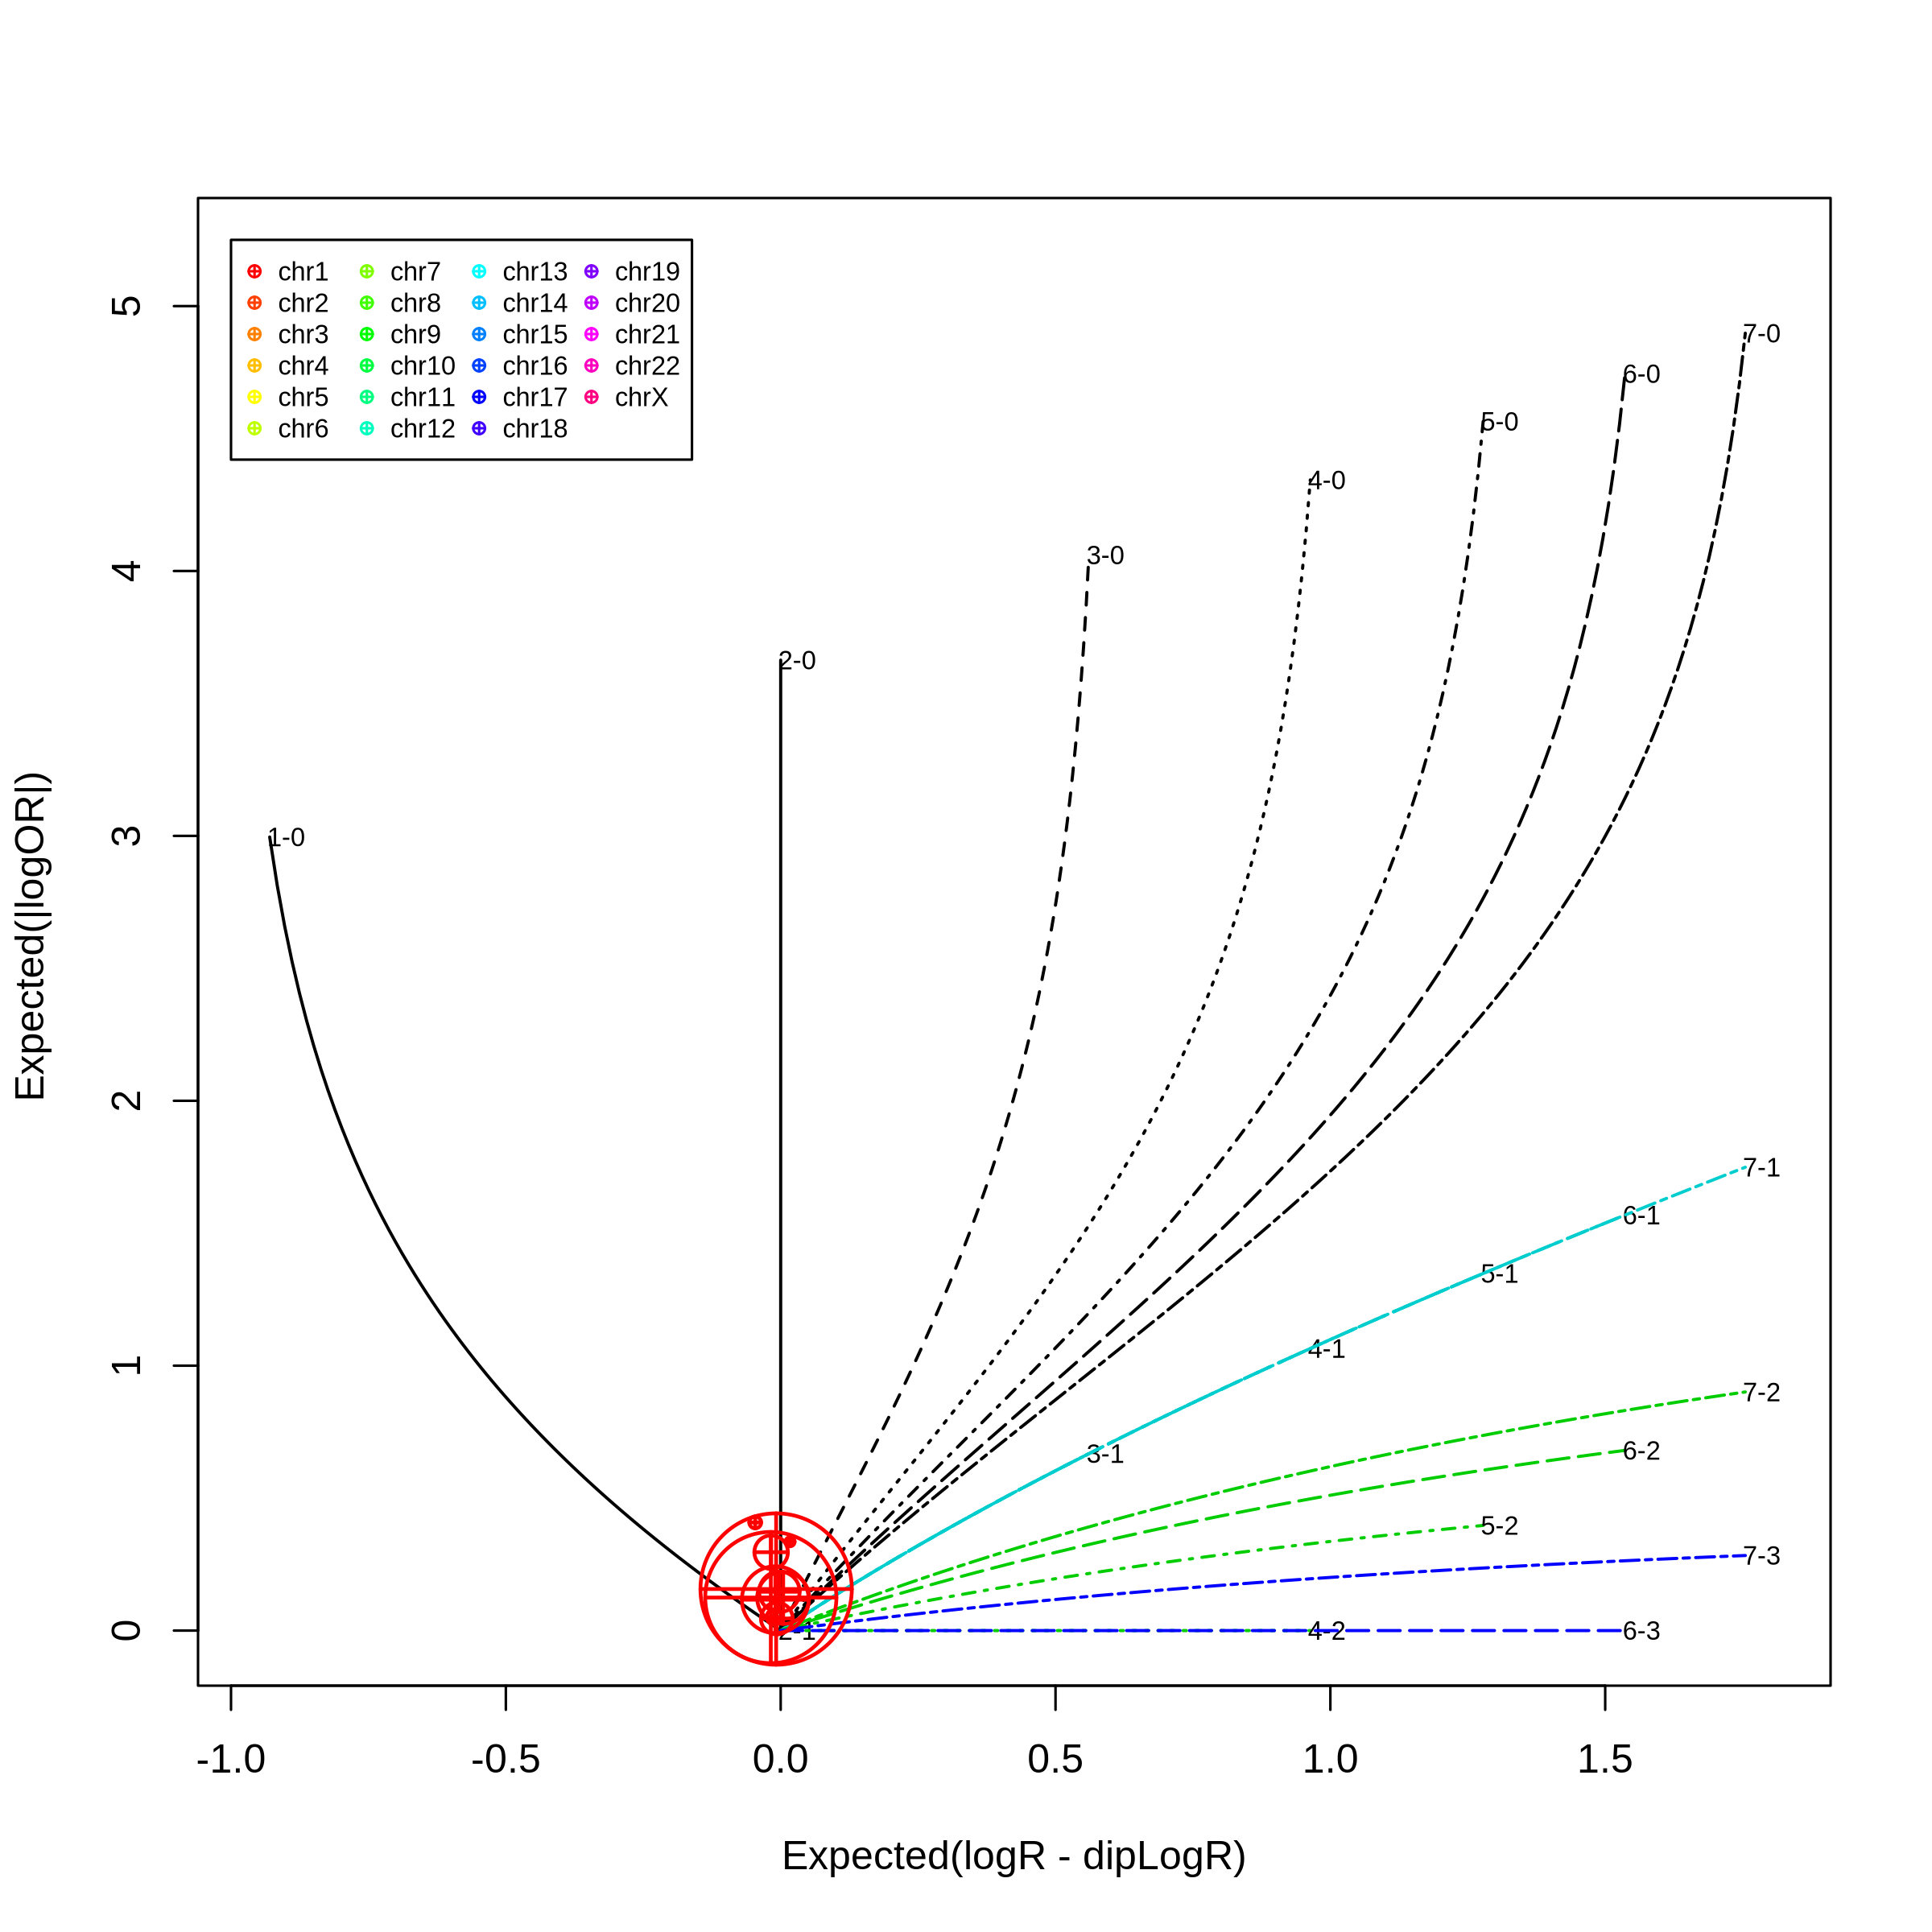 chr1 chr7 chr13 chr19
chr2 chr8 chr14 chr20
chr3 chr9 chr15 chr21
chr4 chr10 chr16 chr22
chr5 chr11 chr17 chrX
chr6 chr12 chr18
5
4
3
2
1
0
Expected(|logOR|)
7-0
6-0
5-0
4-0
3-0
2-0
1-0
7-1
6-1
5-1
4-1
3-1
7-2
6-2
5-2
7-3
2-1
4-2
6-3
-1.0 -0.5 0.0 0.5 1.0 1.5
Expected(logR - dipLogR)